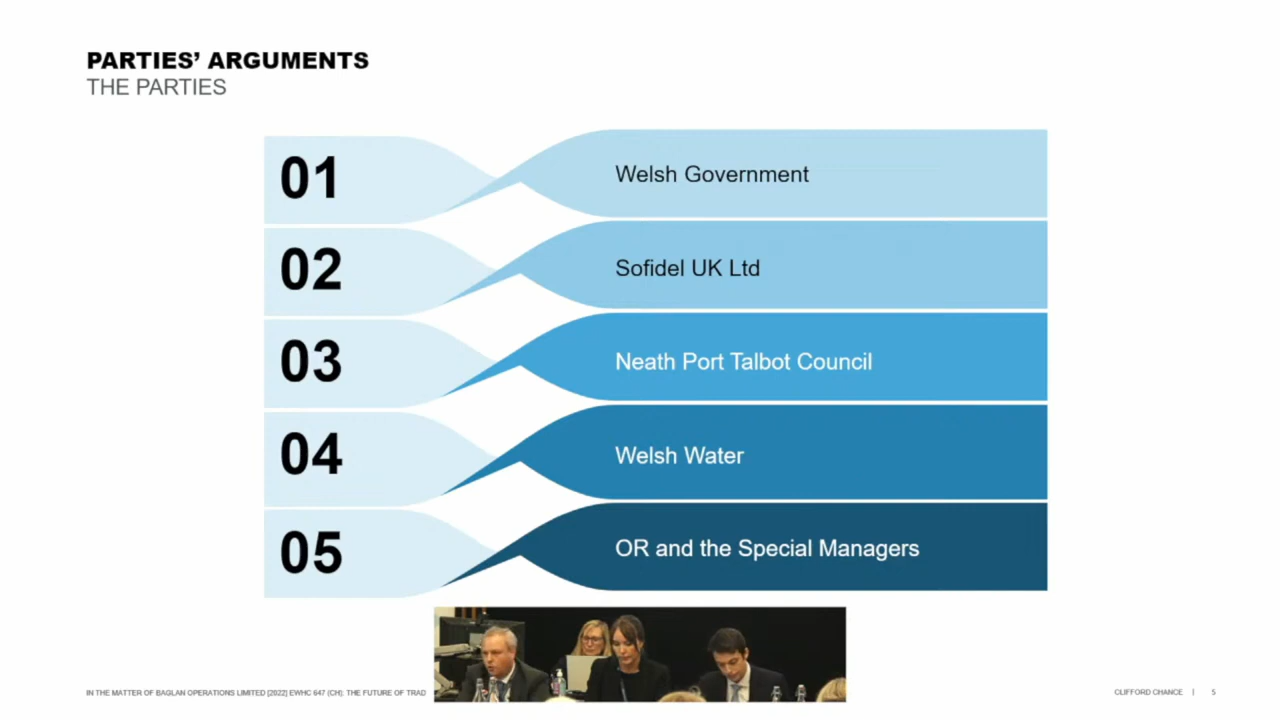 PARTIES’ ARGUMENTS
THE PARTIES
01
Welsh Government
02
Sofidel UK Ltd
03
Neath Port Talbot Council
04
Welsh Water
05
OR and the Special Managers
IN THE MATTER OF BAGLAN OPERATIONS LIMITED [2022] EWHC 647 (CH): THE FUTURE OF TRAD
CLIFFORD CHANCE | 5